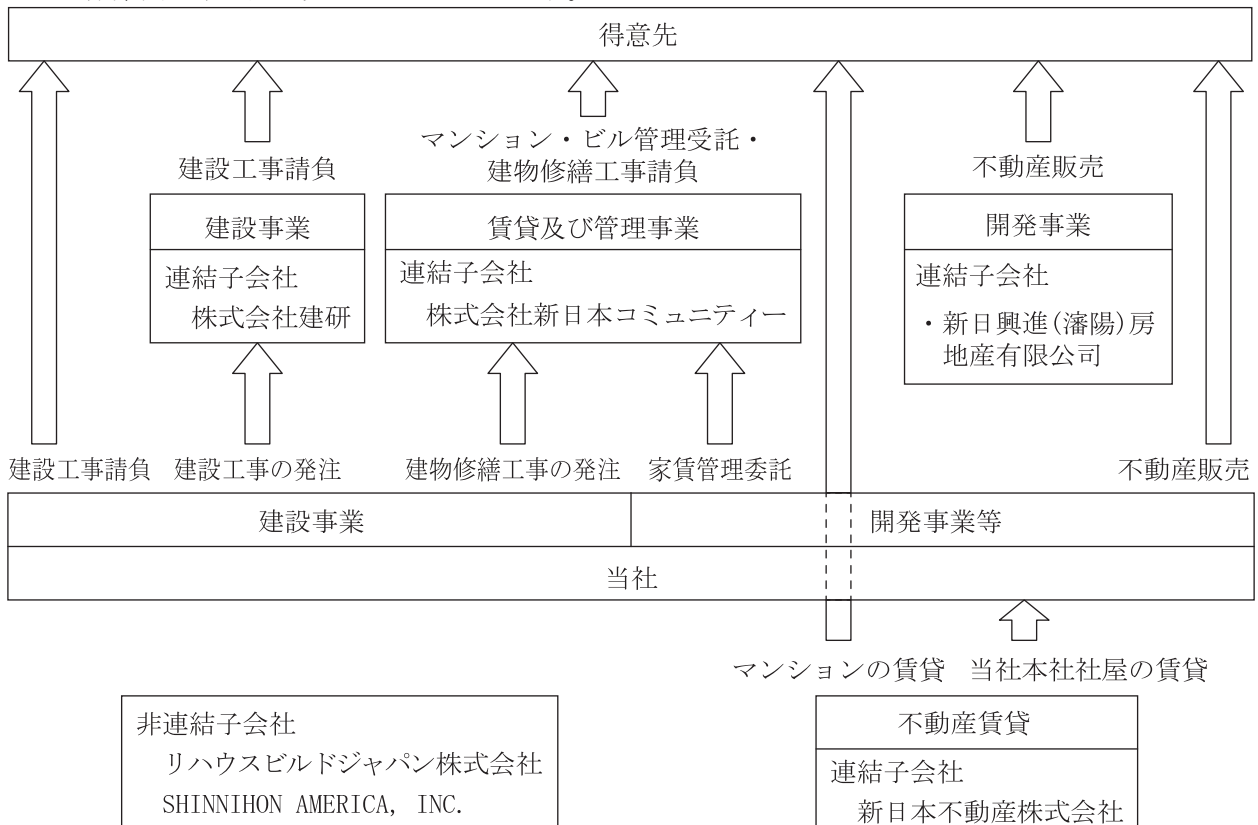 得意先
マンション・ビル管理受託・
建設工事請負
建物修繕工事請負
不動産販売
建設事業
連結子会社
株式会社建研
賃貸及び管理事業
連結子会社
株式会社新日本コミュニティー
開発事業
連結子会社
・新日興進(瀋陽)房
地産有限公司
建設工事請負
建設工事の発注
建物修繕工事の発注
家賃管理委託
不動産販売
建設事業
開発事業等
当社
マンションの賃貸
当社本社社屋の賃貸
非連結子会社
リハウスビルドジャパン株式会社
SHINNIHON AMERICA, INC.
不動産賃貸
連結子会社
新日本不動産株式会社